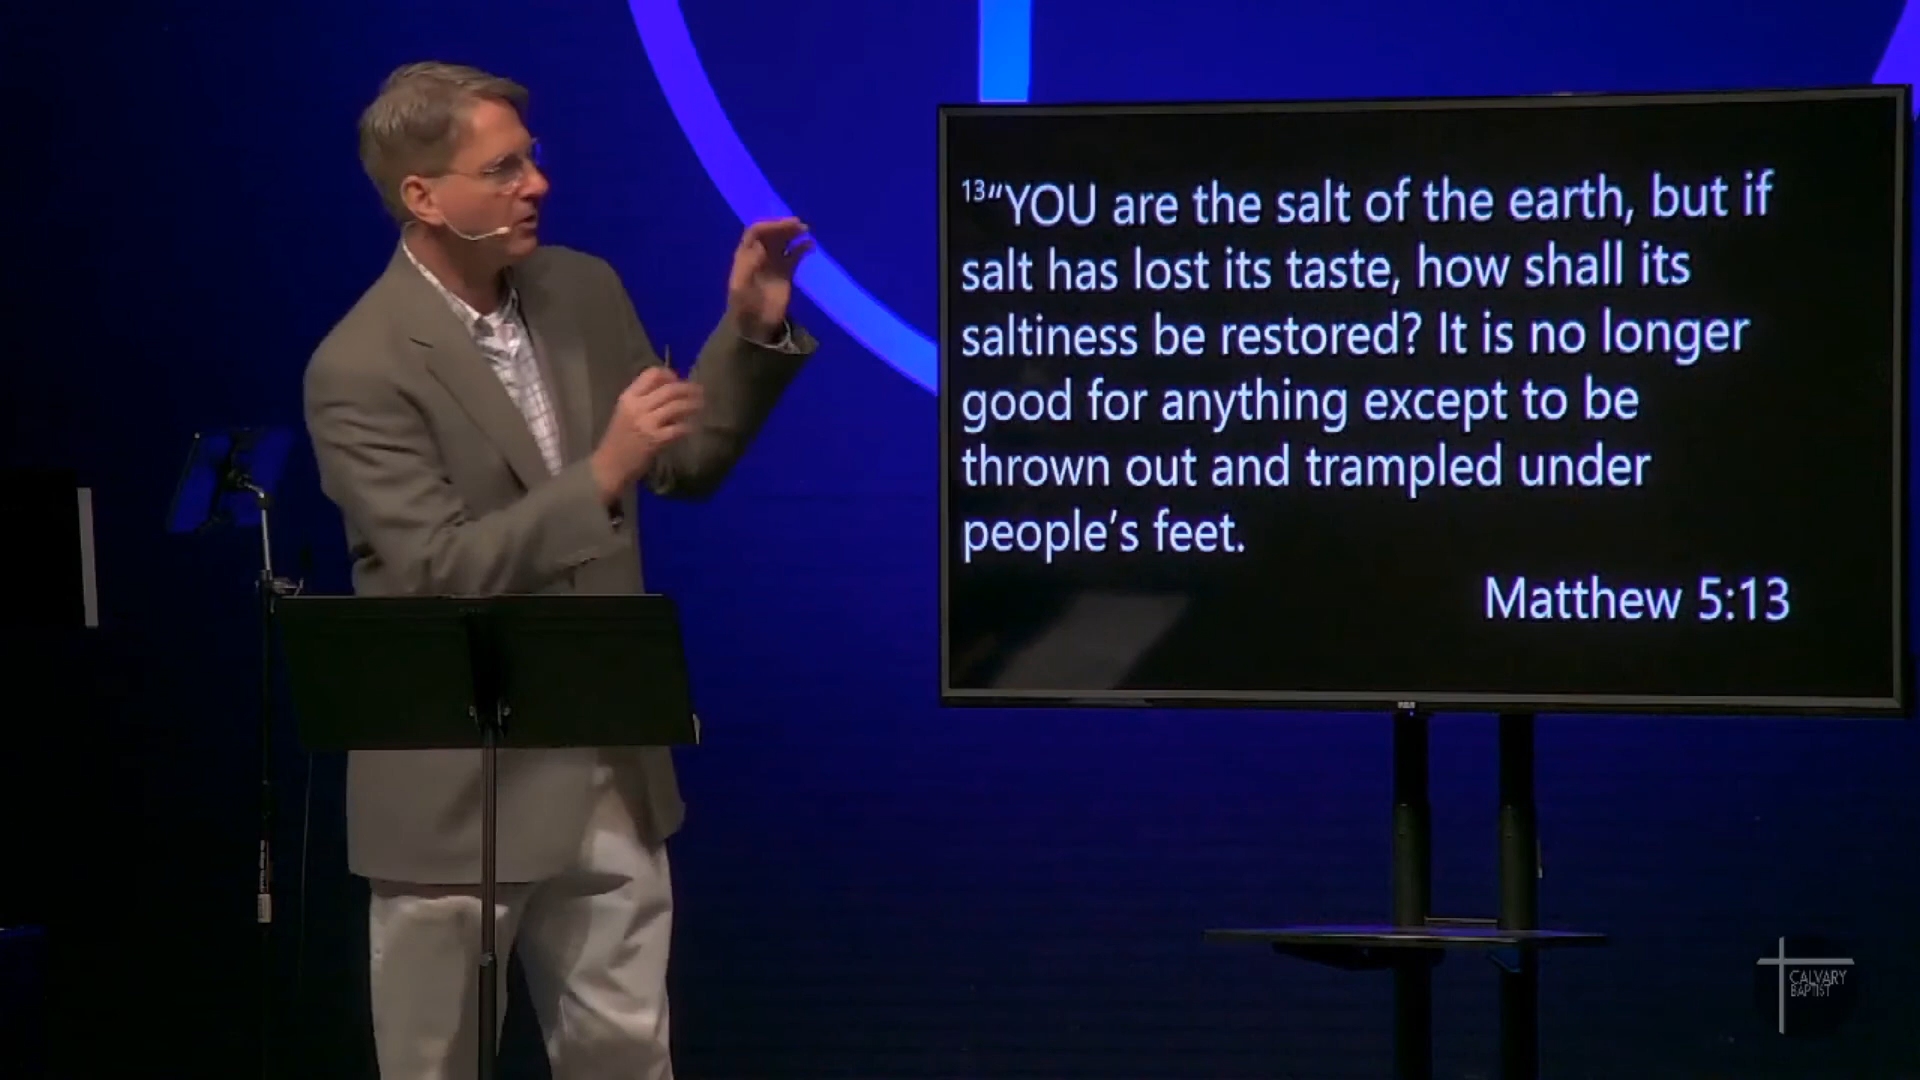 13“YOU are the salt of the earth, but if
salt has lost its taste, how shall its
saltiness be restored? It is no longer
good for anything except to be
thrown out and trampled under
people’s feet.
Matthew 5:13
RCA
CALVARY
BAPTIST